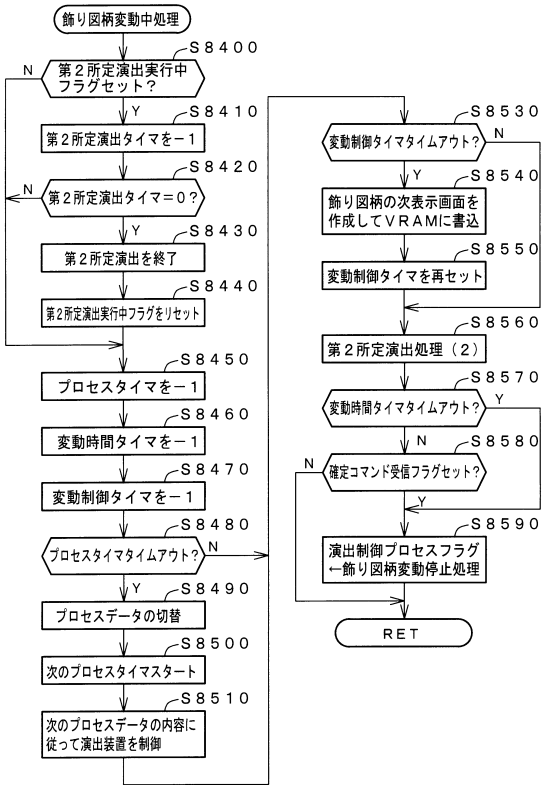 飾り図柄変動中処理
S8400
第2所定演出実行中
フラグセット?
N
Y
S8410
第2所定演出タイマを-1
S8420
第2所定演出タイマ=0?
N
Y
S8430
第2所定演出を終了
S8440
第2所定演出実行中フラグをリセット
S8450
プロセスタイマを-1
S8460
変動時間タイマを-1
S8470
変動制御タイマを-1
S8480
プロセスタイマタイムアウト?
N
Y
S8490
プロセスデータの切替
S8500
次のプロセスタイマスタート
S8510
次のプロセスデータの内容に
従って演出装置を制御
S8530
変動制御タイマタイムアウト?
N
Y
S8540
飾り図柄の次表示画面を
作成してVRAMに書込
S8550
変動制御タイマを再セット
S8560
第2所定演出処理(2)
S8570
変動時間タイマタイムアウト?
Y
N
S8580
確定コマンド受信フラグセット?
N
Y
S8590
演出制御プロセスフラグ
←飾り図柄変動停止処理
RET